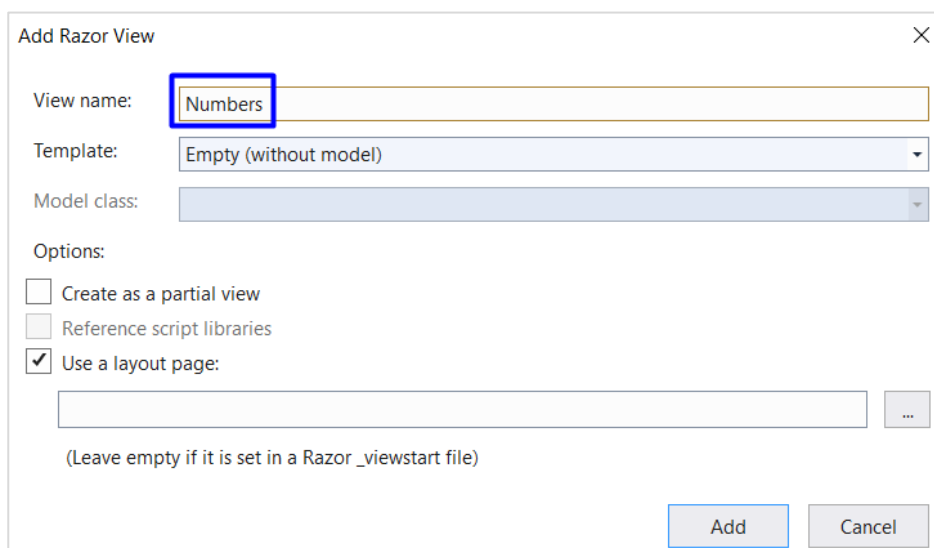 Add Razor View
View name: Numbers
Template: Empty (without model)
Model class:
Options:
Create as a partial view
Reference script libraries
Use a layout page:
...
(Leave empty if it is set in a Razor _viewstart file)
Add Cancel